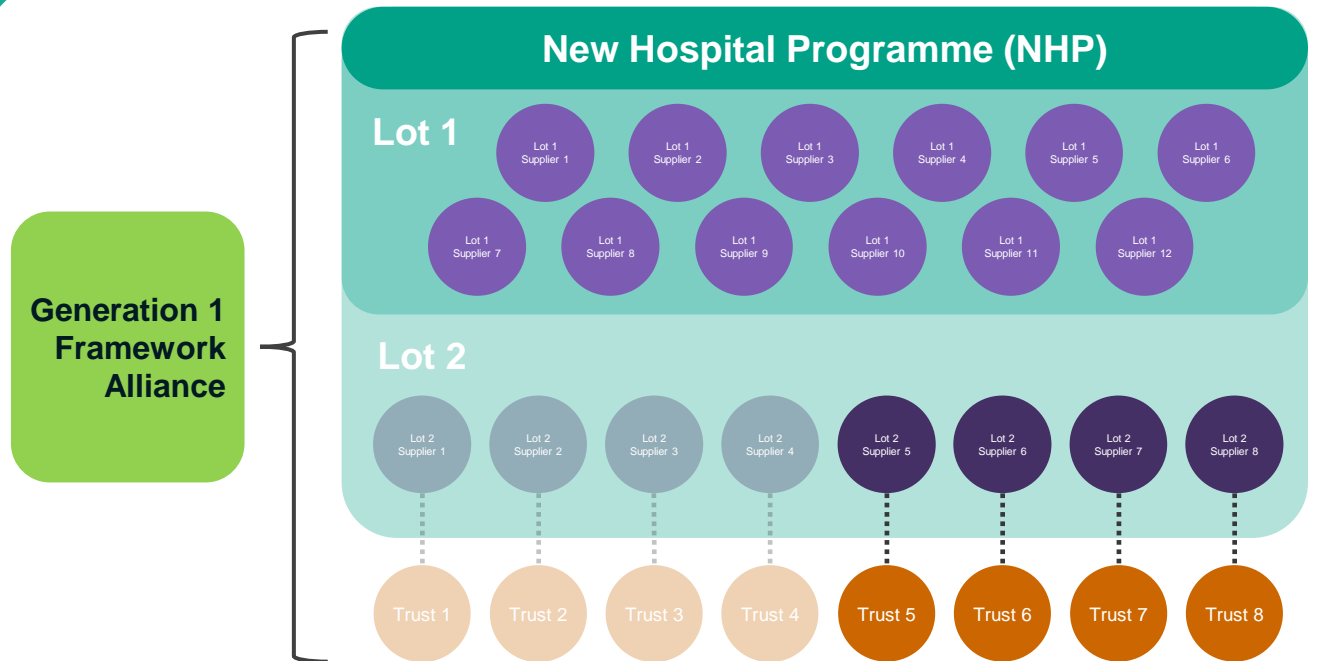 New Hospital Programme (NHP)
Lot 1
Lot 1
Supplier 1
Lot 1
Supplier 2
Lot 1
Supplier 3
Lot 1
Supplier 4
Lot 1
Supplier 5
Lot 1
Supplier 6
Lot 1
Supplier 7
Lot 1
Supplier 8
Lot 1
Supplier 9
Lot 1
Supplier 10
Lot 1
Supplier 11
Lot 1
Supplier 12
Generation 1
Framework
Alliance
Lot 2
Lot 2
Supplier 1
Lot 2
Supplier 2
Lot 2
Supplier 3
Lot 2
Supplier 4
Lot 2
Supplier 5
Lot 2
Supplier 6
Lot 2
Supplier 7
Lot 2
Supplier 8
Trust 1
Trust 2
Trust 3
Trust 4
Trust 5
Trust 6
Trust 7
Trust 8